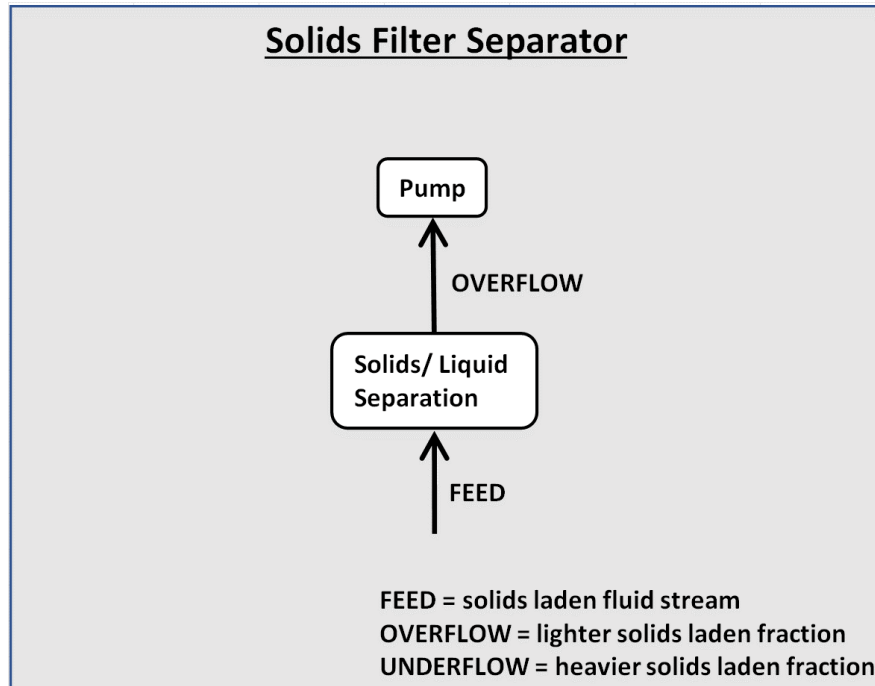 Solids Filter Separator
Pump
OVERFLOW
Solids/ Liquid
Separation
FEED
FEED = solids laden fluid stream
OVERFLOW = lighter solids laden fraction
UNDERFLOW = heavier solids laden fraction